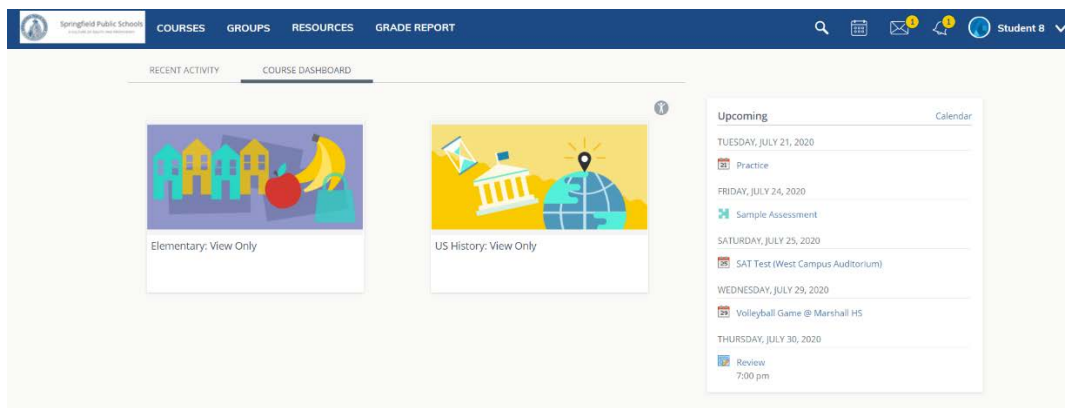 Springfield Public Schools
COURSES GROUPS RESOURCES GRADE REPORT
1
1
Student 8
RECENT ACTIVITY COURSE DASHBOARD
Elementary: View Only
US History: View Only
Upcoming Calendar
TUESDAY, JULY 21, 2020
21 Practice
FRIDAY, JULY 24, 2020
Sample Assessment
SATURDAY, JULY 25, 2020
25 SAT Test (West Campus Auditorium)
WEDNESDAY, JULY 29, 2020
29 Volleyball Game @ Marshall HS
THURSDAY, JULY 30, 2020
Review
7:00 pm